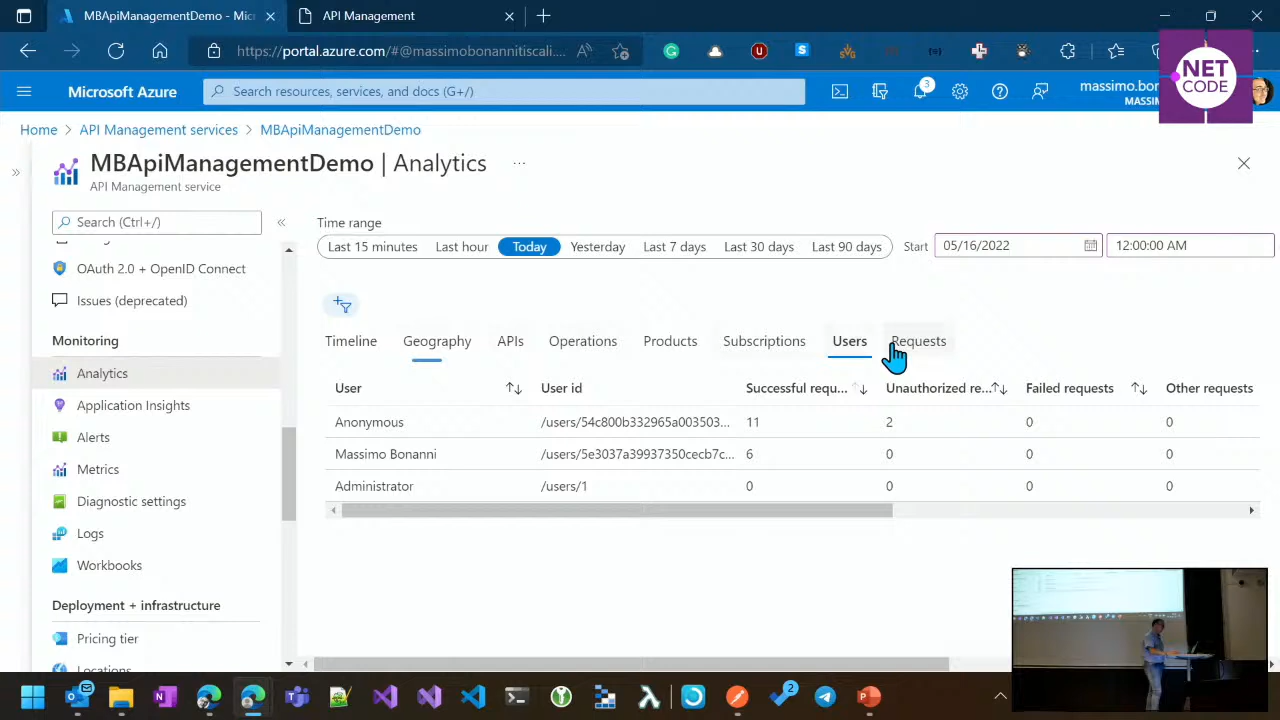 MBApiManagementDemo - Mic
API Management
https://portal.azure.com/#@massimobonannitiscali....
Microsoft Azure
Search resources, services, and docs (G+/)
3
massimo.bon
MASSIM
NET
CODE
Home > API Management services > MBApiManagementDemo
MBApiManagementDemo | Analytics ...
API Management service
Search (Ctrl+/)
Time range
Last 15 minutes Last hour Today Yesterday Last 7 days Last 30 days Last 90 days
Start 05/16/2022 12:00:00 AM
OAuth 2.0 + OpenID Connect
Issues (deprecated)
Monitoring
Analytics
Application Insights
Alerts
Metrics
Diagnostic settings
Logs
Workbooks
Deployment + infrastructure
Pricing tier
Locations
Timeline Geography APIs Operations Products Subscriptions Users Requests
User User id Successful requ... Unauthorized re... Failed requests Other requests
Anonymous /users/54c800b332965a003503... 11 2 0 0
Massimo Bonanni /users/5e3037a39937350cecb7c... 6 0 0 0
Administrator /users/1 0 0 0 0
2